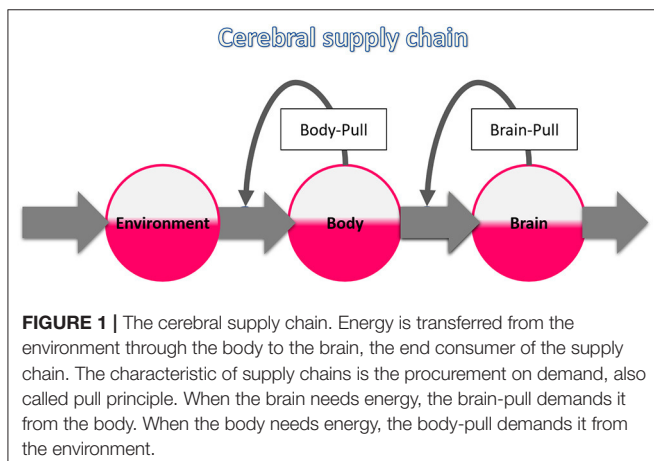 Cerebral supply chain
Body-Pull
Brain-Pull
Environment
Body
Brain
FIGURE 1 | The cerebral supply chain. Energy is transferred from the
environment through the body to the brain, the end consumer of the supply
chain. The characteristic of supply chains is the procurement on demand, also
called pull principle. When the brain needs energy, the brain-pull demands it
from the body. When the body needs energy, the body-pull demands it from
the environment.